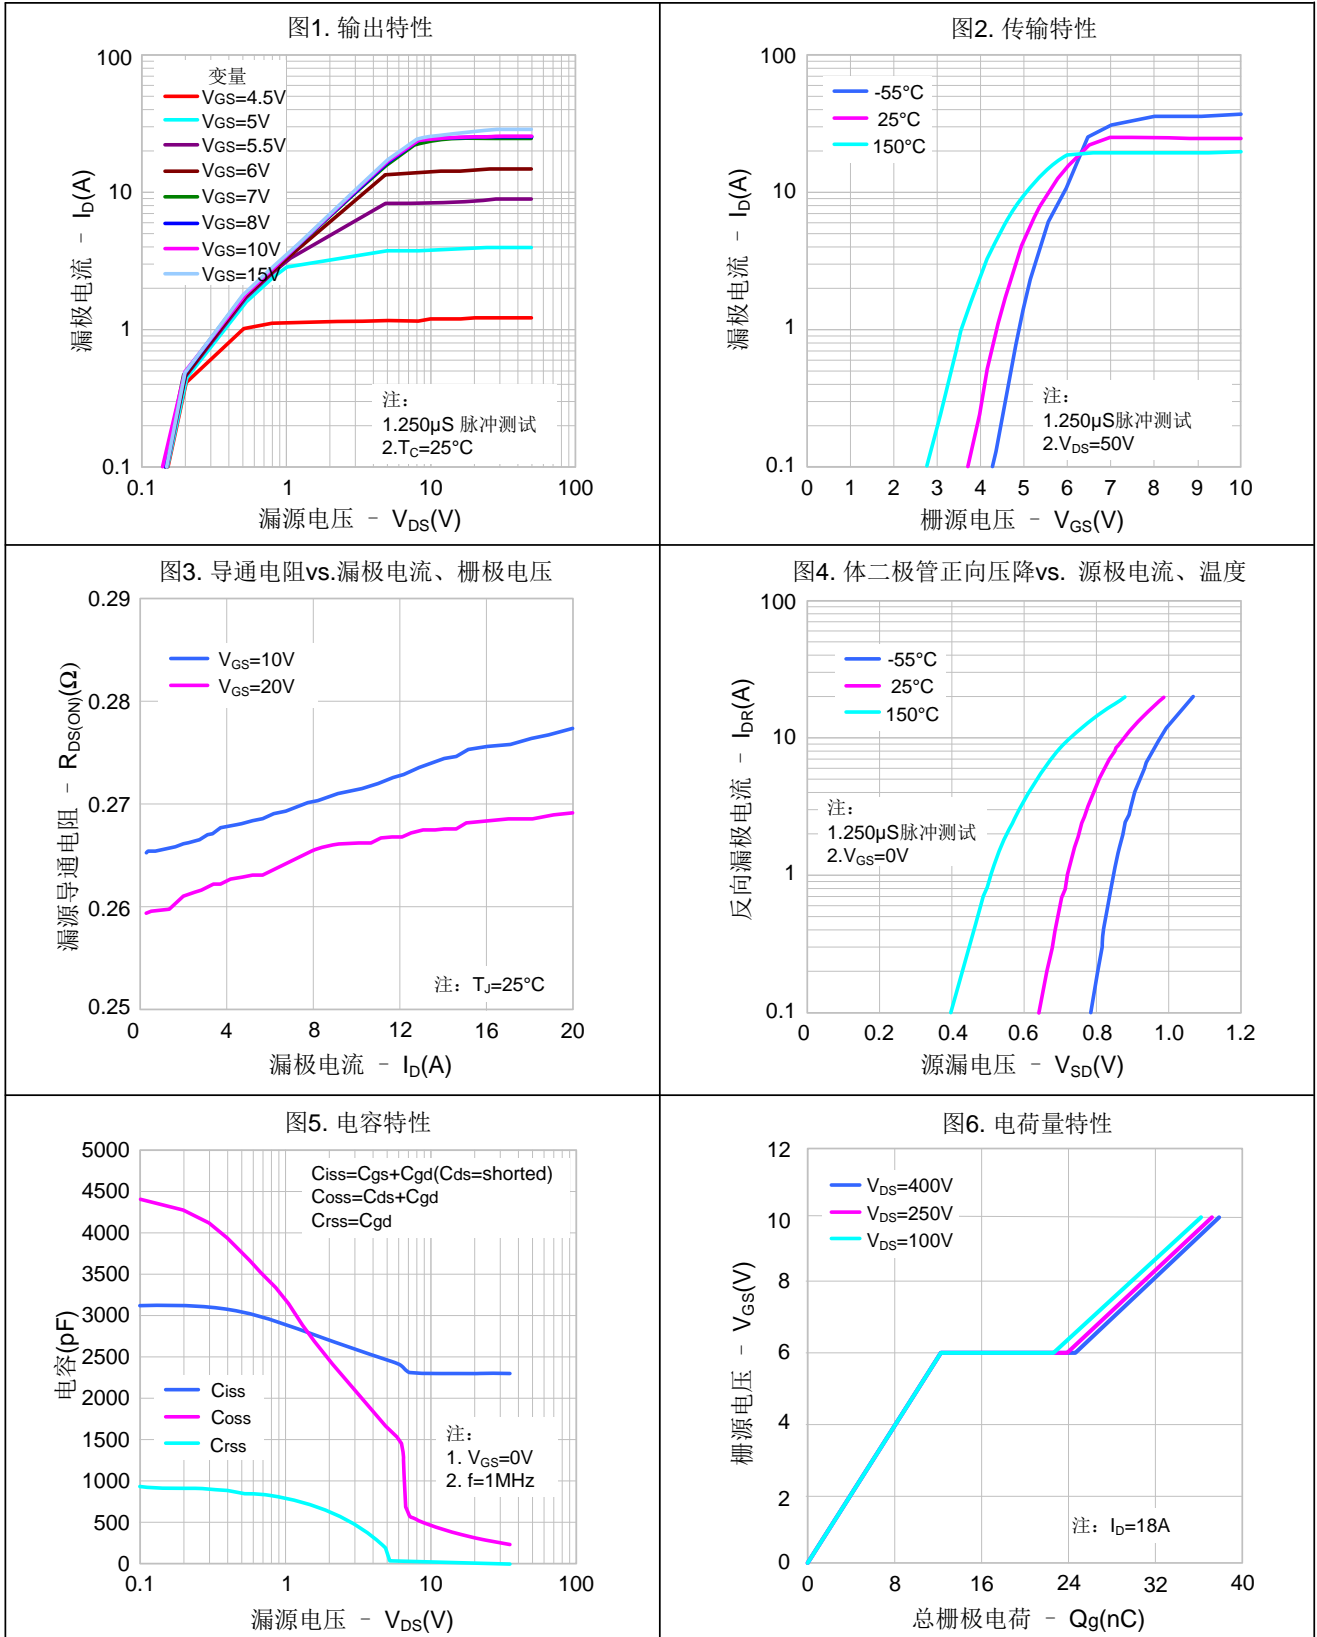 图1. 输出特性
漏极电流 - ID(A)
100
10
1
0.1
变量
VGS=4.5V
VGS=5V
VGS=5.5V
VGS=6V
VGS=7V
VGS=8V
VGS=10V
VGS=15V
注：
1.250μS 脉冲测试
2.TC=25°C
0.1 1 10 100
漏源电压 - VDS(V)
图2. 传输特性
漏极电流 - ID(A)
100
10
1
0.1
-55°C
25°C
150°C
注：
1.250μS脉冲测试
2.VDS=50V
0 1 2 3 4 5 6 7 8 9 10
栅源电压 - VGS(V)
图3. 导通电阻vs.漏极电流、栅极电压
漏源导通电阻 - RDS(ON)(Ω)
0.29
0.28
0.27
0.26
0.25
VGS=10V
VGS=20V
注：TJ=25°C
0 4 8 12 16 20
漏极电流 - ID(A)
图4. 体二极管正向压降vs. 源极电流、温度
反向漏极电流 - IDR(A)
100
10
1
0.1
-55°C
25°C
150°C
注：
1.250μS脉冲测试
2.VGS=0V
0 0.2 0.4 0.6 0.8 1.0 1.2
源漏电压 - VSD(V)
图5. 电容特性
电容(pF)
5000
4500
4000
3500
3000
2500
2000
1500
1000
500
0
Ciss=Cgs+Cgd(Cds=shorted)
Coss=Cds+Cgd
Crss=Cgd
Ciss
Coss
Crss
注：
1. VGS=0V
2. f=1MHz
0.1 1 10 100
漏源电压 - VDS(V)
图6. 电荷量特性
栅源电压 - VGS(V)
12
10
8
6
4
2
0
VDS=400V
VDS=250V
VDS=100V
注：ID=18A
0 8 16 24 32 40
总栅极电荷 - Qg(nC)